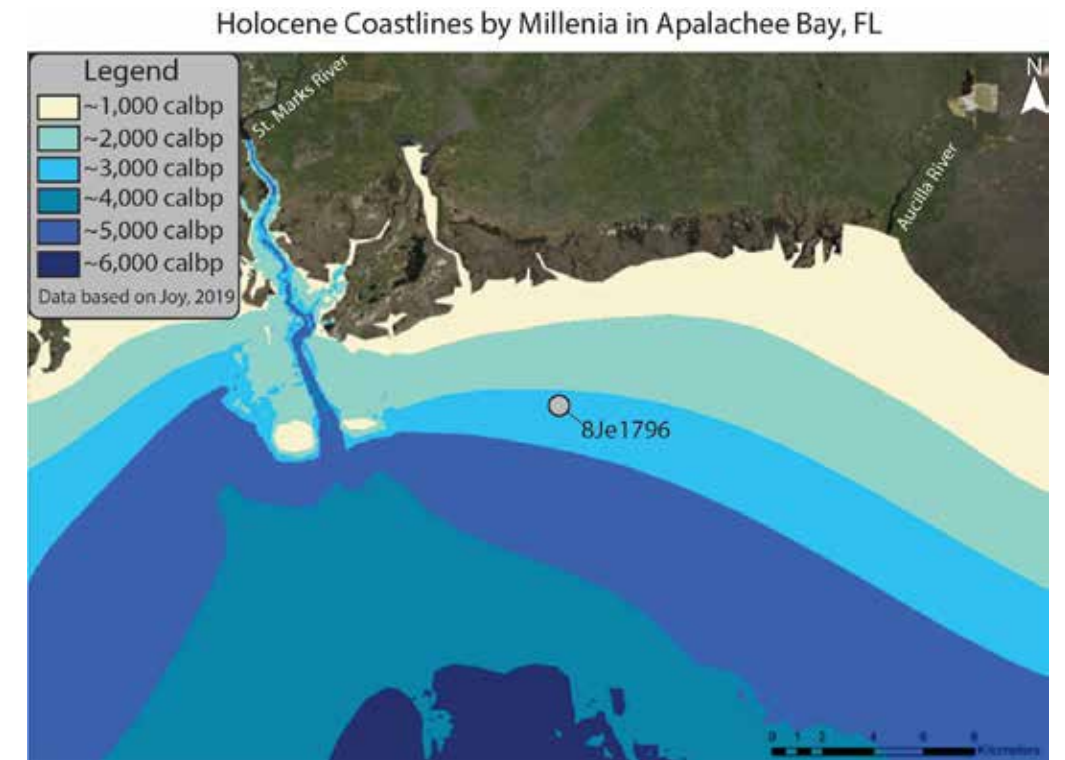 Holocene Coastlines by Millenia in Apalachee Bay, FL
Legend
~1,000 calbp
~2,000 calbp
~3,000 calbp
~4,000 calbp
~5,000 calbp
~6,000 calbp
Data based on Joy, 2019
St. Marks River
N
Aucilla River
8Je1796
0 1 2 4 6 8
Kilometers